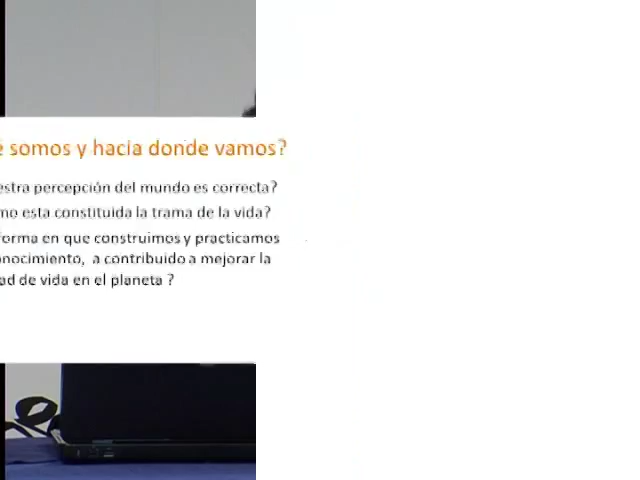 é somos y hacia donde vamos?
estra percepción del mundo es correcta?
mo esta constituida la trama de la vida?
forma en que construimos y practicamos
onocimiento, a contribuido a mejorar la
ad de vida en el planeta ?